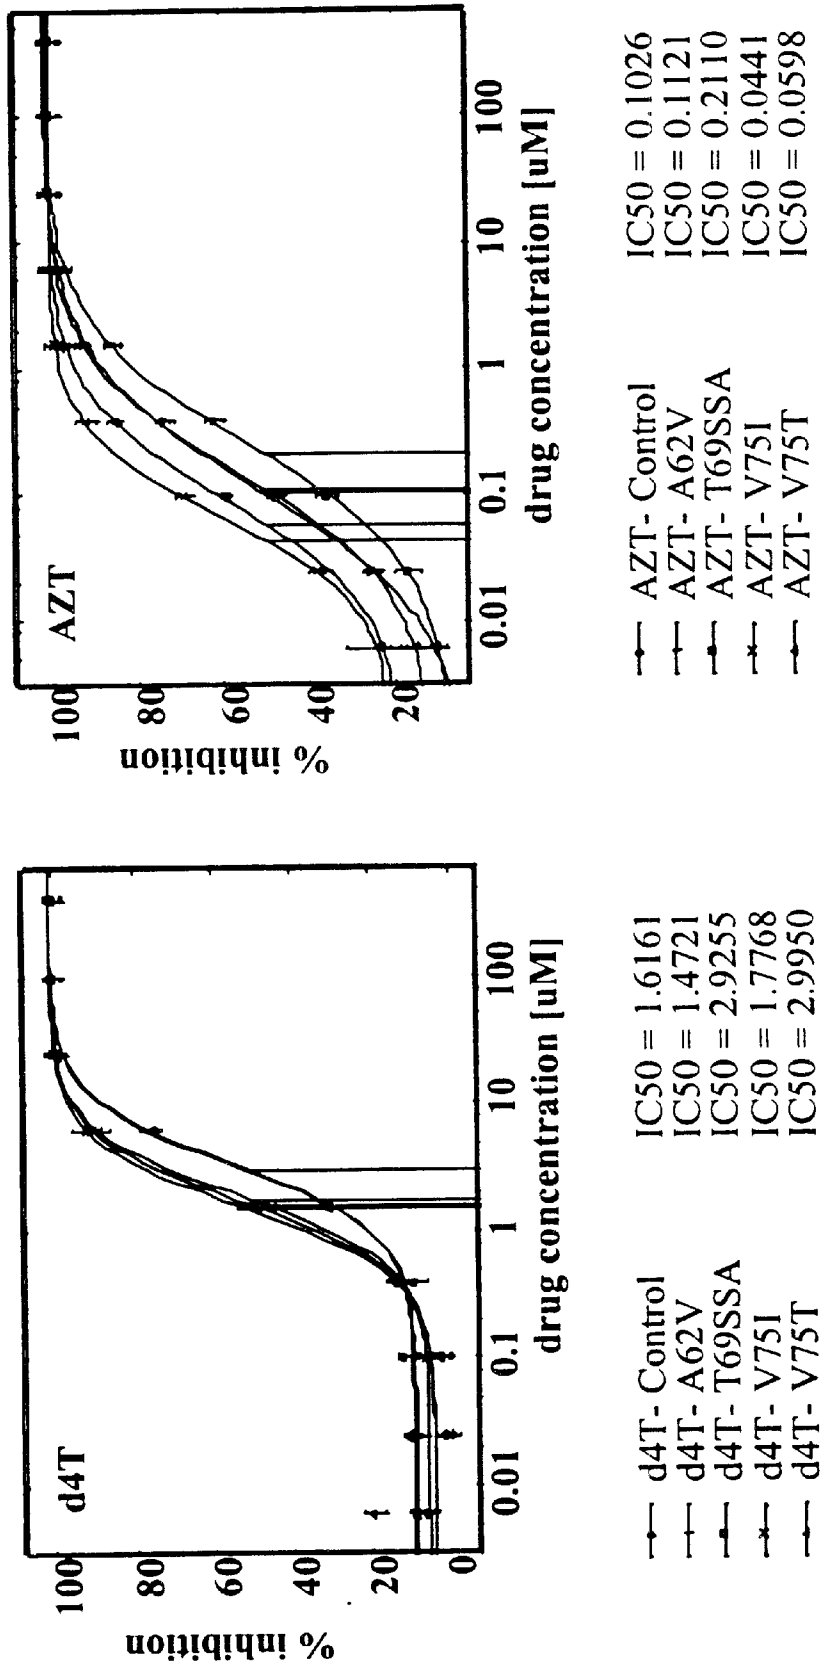 d4T
% inhibition
100
80
60
40
20
0
0.01
0.1
1
10
100
drug concentration [uM]
d4T- Control IC50 = 1.6161
d4T- A62V IC50 = 1.4721
d4T- T69SSA IC50 = 2.9255
d4T- V75I IC50 = 1.7768
d4T- V75T IC50 = 2.9950
AZT
% inhibition
100
80
60
40
20
0.01
0.1
1
10
100
drug concentration [uM]
AZT- Control IC50 = 0.1026
AZT- A62V IC50 = 0.1121
AZT- T69SSA IC50 = 0.2110
AZT- V75I IC50 = 0.0441
AZT- V75T IC50 = 0.0598